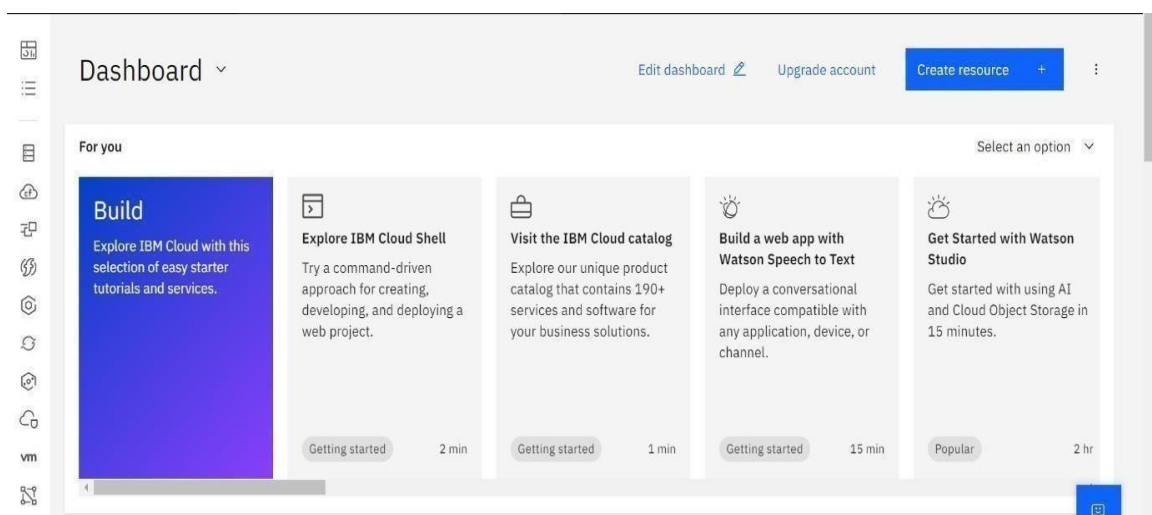 Dashboard
Edit dashboard
Upgrade account
Create resource +
For you
Select an option
Build
Explore IBM Cloud with this
selection of easy starter
tutorials and services.
Explore IBM Cloud Shell
Try a command-driven
approach for creating,
developing, and deploying a
web project.
Getting started
2 min
Visit the IBM Cloud catalog
Explore our unique product
catalog that contains 190+
services and software for
your business solutions.
Getting started
1 min
Build a web app with
Watson Speech to Text
Deploy a conversational
interface compatible with
any application, device, or
channel.
Getting started
15 min
Get Started with Watson
Studio
Get started with using AI
and Cloud Object Storage in
15 minutes.
Popular
2 hr
cf
vm